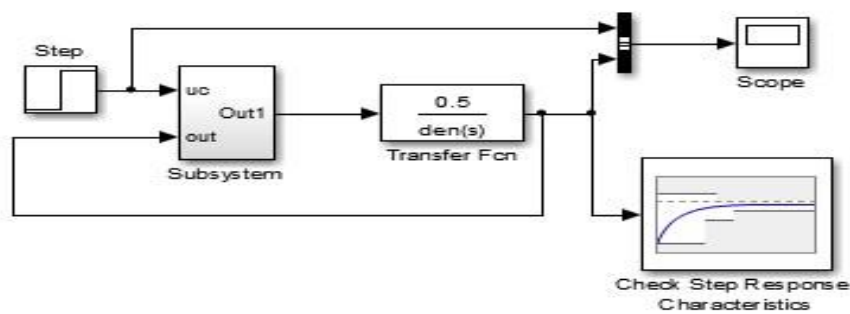 Step
uc
out
Out1
Subsystem
0.5
den(s)
Transfer Fcn
Scope
Check Step Response
Characteristics